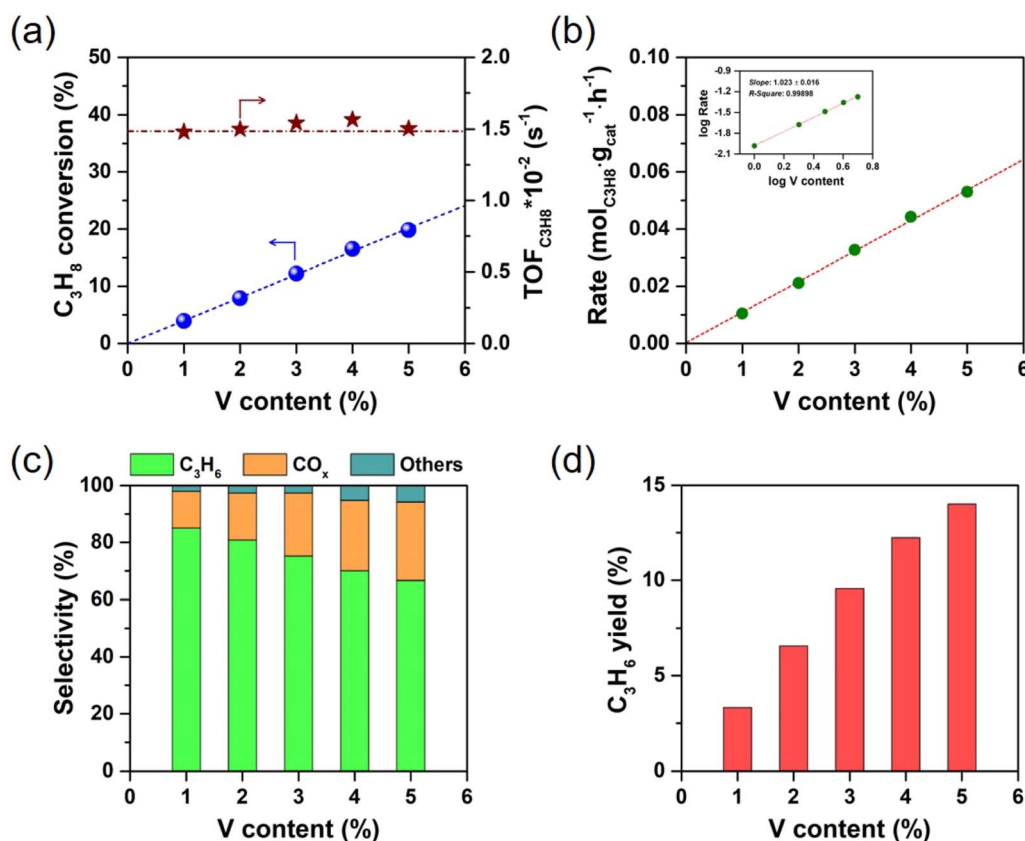 (a)
50
40
30
20
10
0
C3H8 conversion (%)
2.0
1.5
1.0
0.5
0.0
TOFC3H8*10-2 (s-1)
0 1 2 3 4 5 6
V content (%)
(b)
0.10
0.08
0.06
0.04
0.02
0.00
Rate (molC3H8·gcat-1·h-1)
-0.9
-1.2
-1.5
-1.8
-2.1
log Rate
Slope: 1.023 ± 0.016
R-Square: 0.99898
0.0 0.2 0.4 0.6 0.8
log V content
0 1 2 3 4 5 6
V content (%)
(c)
C3H6 COx Others
100
80
60
40
20
0
Selectivity (%)
0 1 2 3 4 5 6
V content (%)
(d)
15
10
5
0
C3H6 yield (%)
0 1 2 3 4 5 6
V content (%)